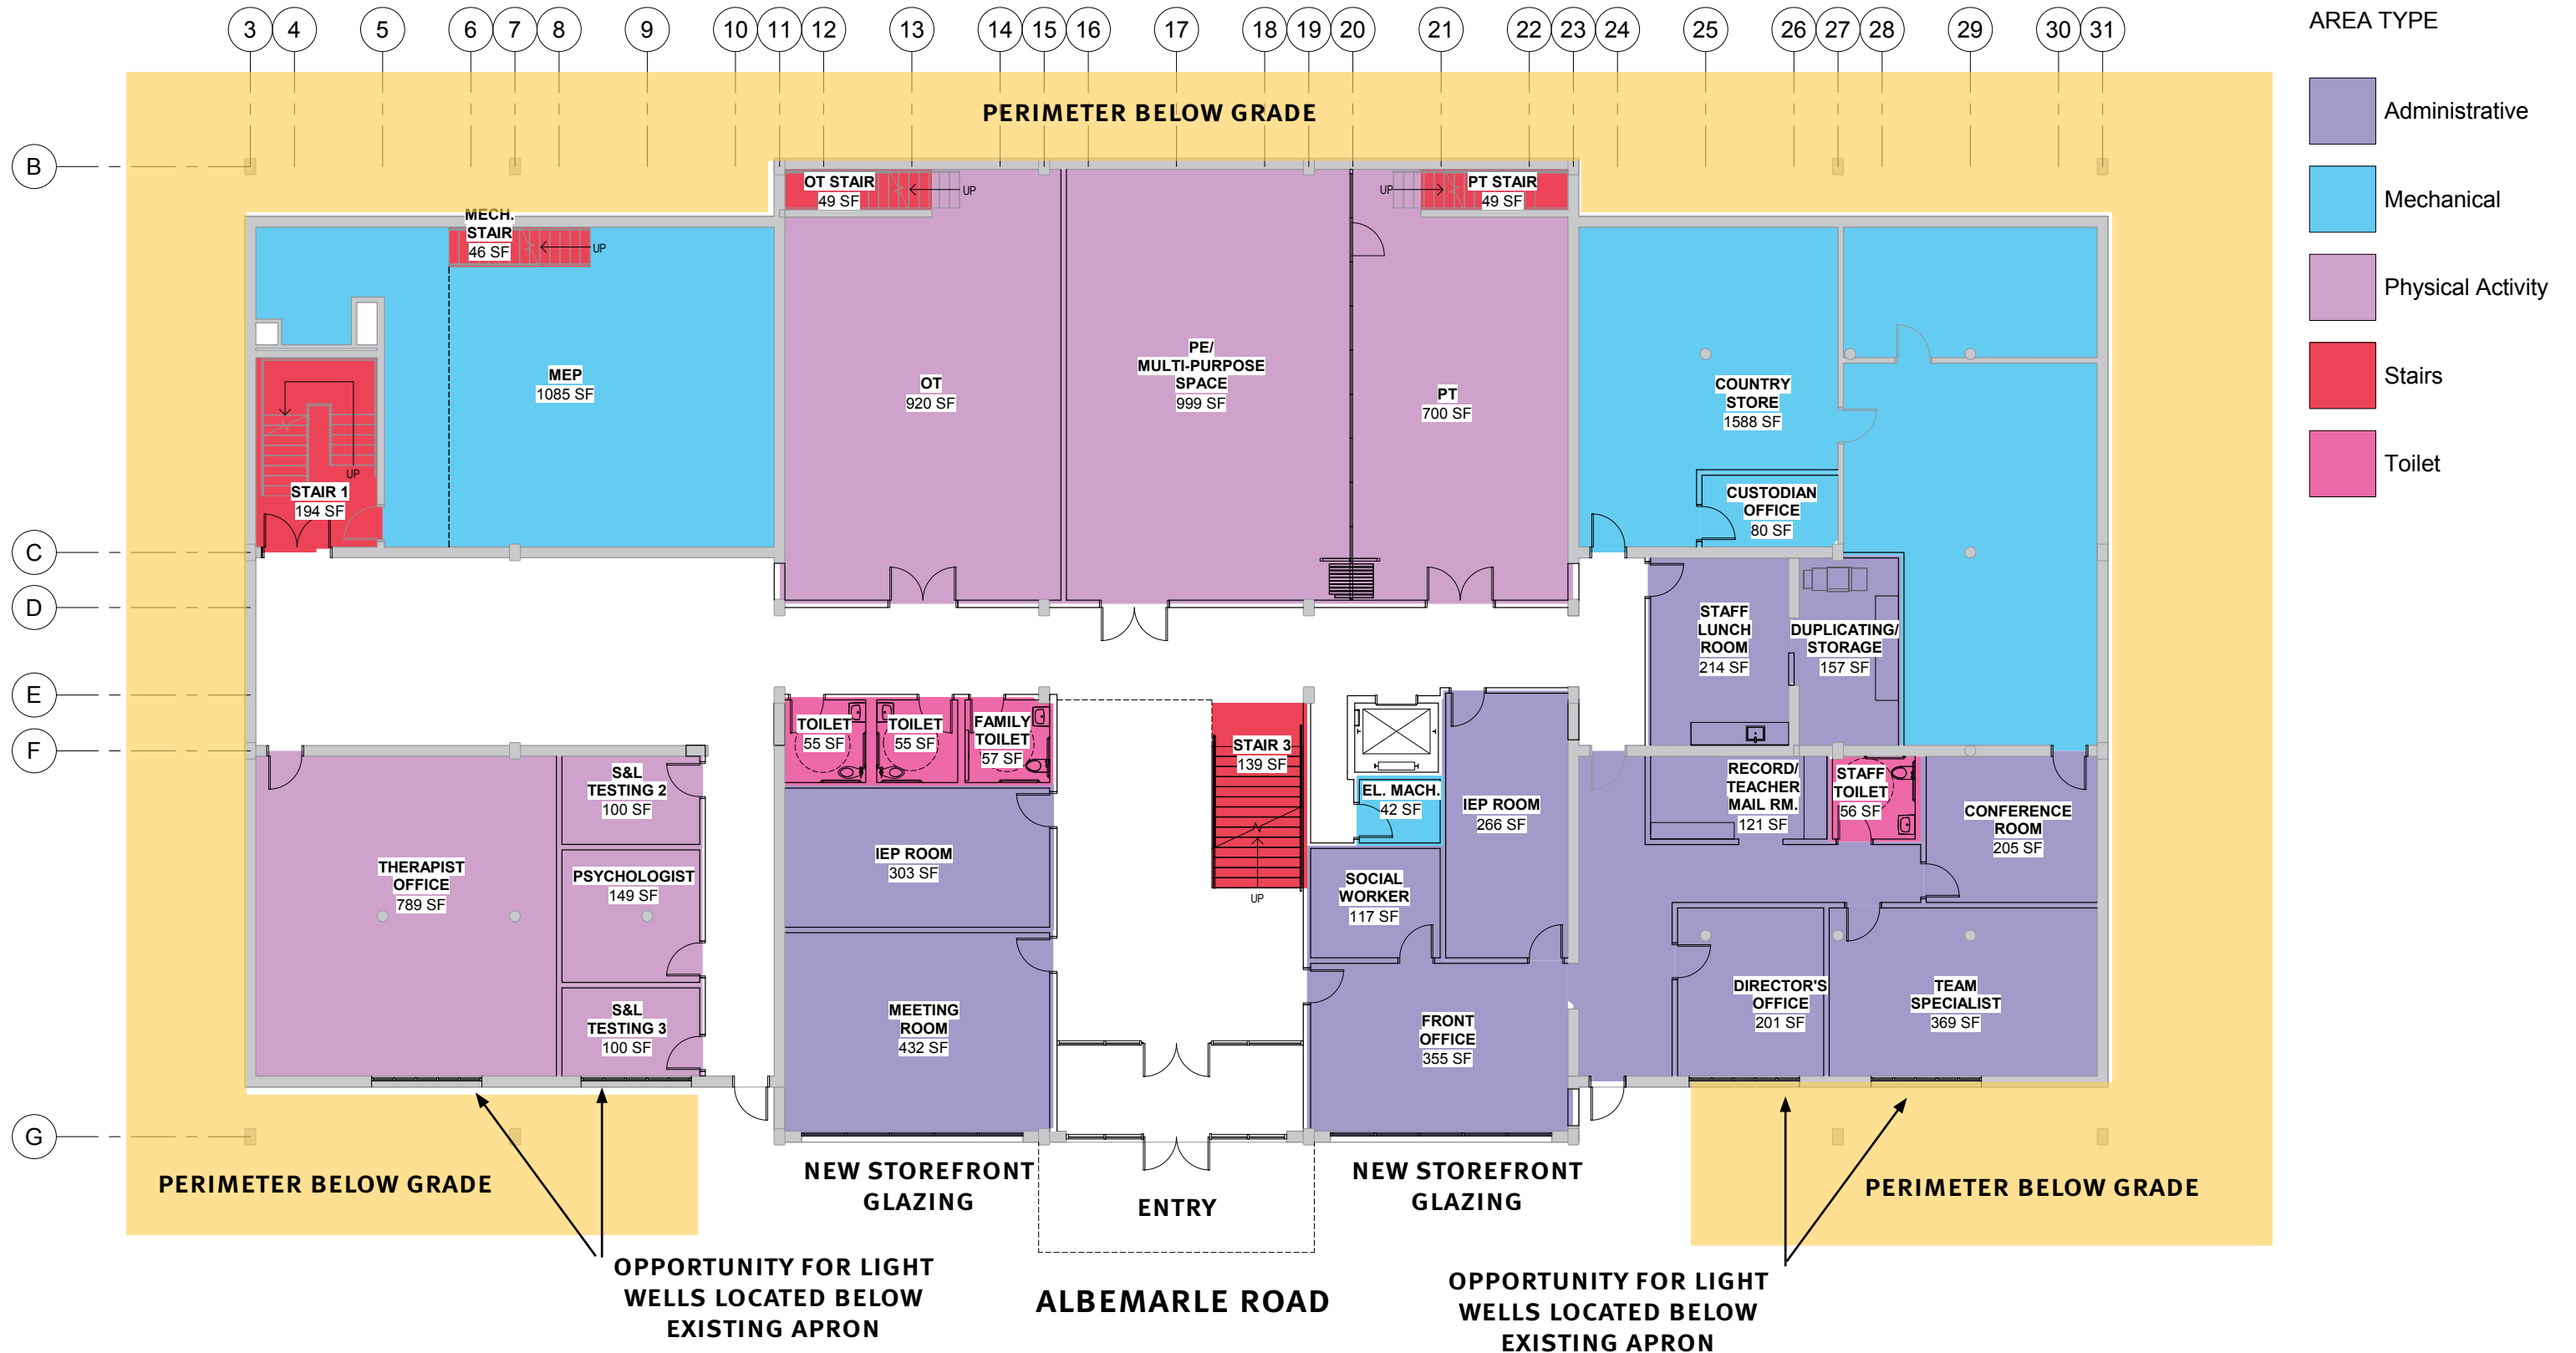 3 4 5 6 7 8 9 10 11 12 13 14 15 16 17 18 19 20 21 22 23 24 25 26 27 28 29 30 31
AREA TYPE
Administrative
Mechanical
Physical Activity
Stairs
Toilet
B
C
D
E
F
G
PERIMETER BELOW GRADE
MECH.
STAIR
46 SF
UP
OT STAIR
49 SF
UP
UP
PT STAIR
49 SF
MEP
1085 SF
STAIR 1
194 SF
UP
OT
920 SF
PE/
MULTI-PURPOSE
SPACE
999 SF
PT
700 SF
COUNTRY
STORE
1588 SF
CUSTODIAN
OFFICE
80 SF
STAFF
LUNCH
ROOM
214 SF
DUPLICATING/
STORAGE
157 SF
TOILET
55 SF
TOILET
55 SF
FAMILY
TOILET
57 SF
STAIR 3
139 SF
UP
EL. MACH.
42 SF
IEP ROOM
266 SF
RECORD/
TEACHER
MAIL RM.
121 SF
STAFF
TOILET
56 SF
CONFERENCE
ROOM
205 SF
S&L
TESTING 2
100 SF
THERAPIST
OFFICE
789 SF
PSYCHOLOGIST
149 SF
S&L
TESTING 3
100 SF
IEP ROOM
303 SF
MEETING
ROOM
432 SF
SOCIAL
WORKER
117 SF
FRONT
OFFICE
355 SF
DIRECTOR'S
OFFICE
201 SF
TEAM
SPECIALIST
369 SF
PERIMETER BELOW GRADE
NEW STOREFRONT
GLAZING
ENTRY
NEW STOREFRONT
GLAZING
PERIMETER BELOW GRADE
OPPORTUNITY FOR LIGHT
WELLS LOCATED BELOW
EXISTING APRON
ALBEMARLE ROAD
OPPORTUNITY FOR LIGHT
WELLS LOCATED BELOW
EXISTING APRON